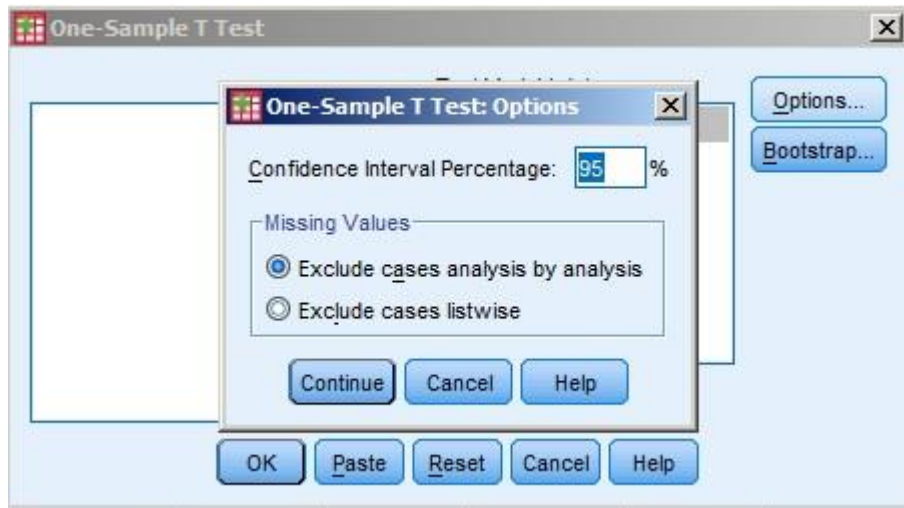 One-Sample T Test
Options...
Bootstrap...
One-Sample T Test: Options
Confidence Interval Percentage: 95 %
Missing Values
Exclude cases analysis by analysis
Exclude cases listwise
Continue Cancel Help
OK Paste Reset Cancel Help